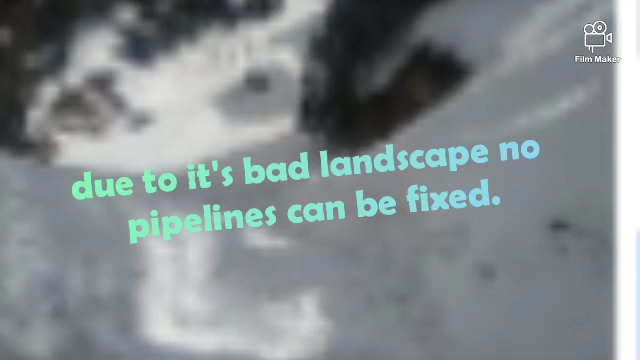 Film Maker
due to it's bad landscape no
pipelines can be fixed.